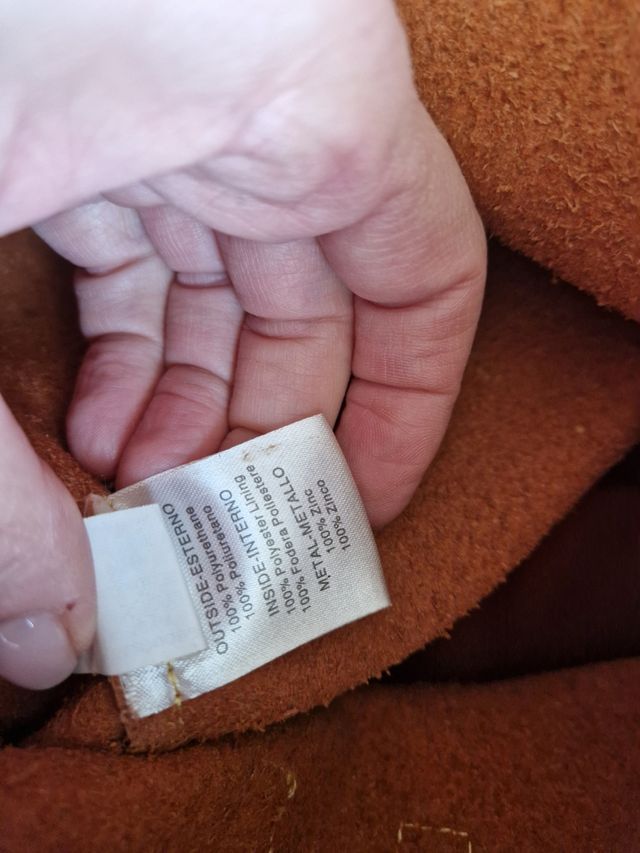 OUTSIDE-ESTERNO
100% Polyurethane
100% Poliuretano
INSIDE-INTERNO
100% Polyester Lining
100% Fodera Poliestere
METAL-METALLO
100% Zinc
100% Zinco